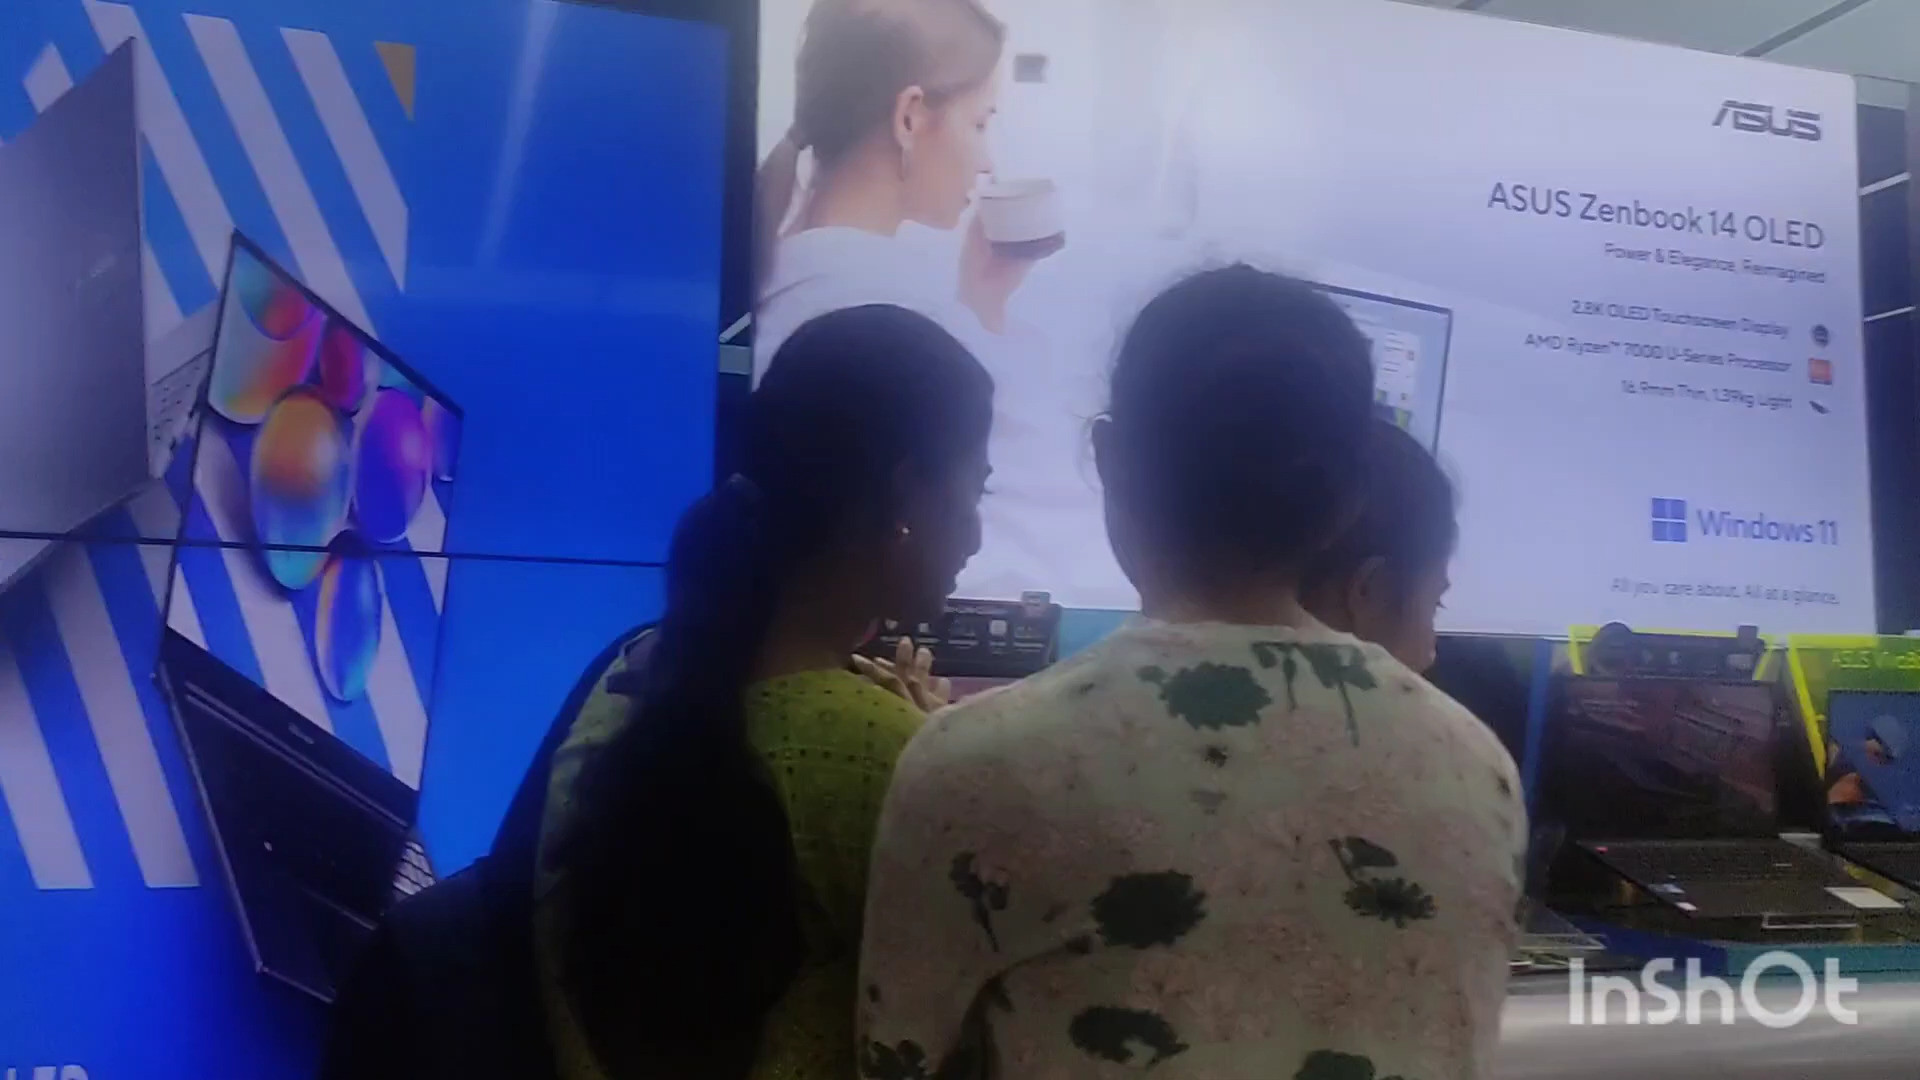 ASUS
ASUS Zenbook 14 OLED
Power & Elegance, Reimagined
2.8K OLED Touchscreen Display
AMD Ryzen™ 7000 U-Series Processor
16.9mm Thin, 1.39kg Light
Windows 11
All you care about. All at a glance.
ASUS
InShOt